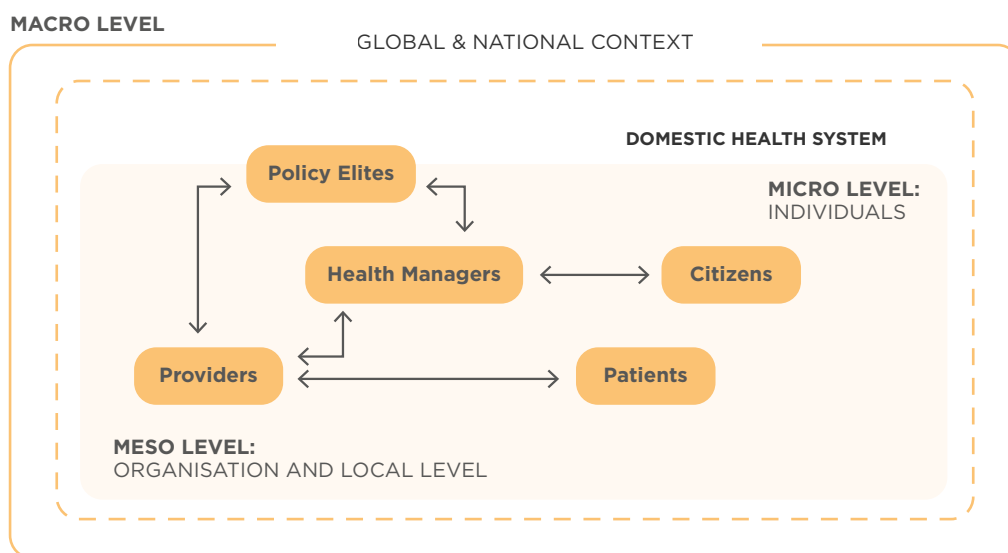 MACRO LEVEL
GLOBAL & NATIONAL CONTEXT
DOMESTIC HEALTH SYSTEM
Policy Elites
MICRO LEVEL:
INDIVIDUALS
Health Managers
Citizens
Providers
Patients
MESO LEVEL:
ORGANISATION AND LOCAL LEVEL